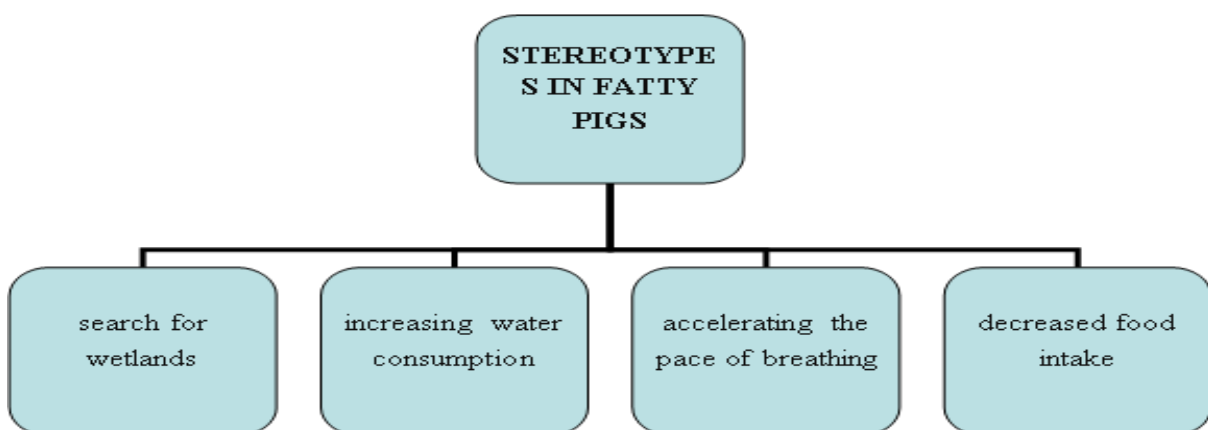 STEREOTYPE
S IN FATTY
PIGS
search for
wetlands
increasing water
consumption
accelerating the
pace of breathing
decreased food
intake